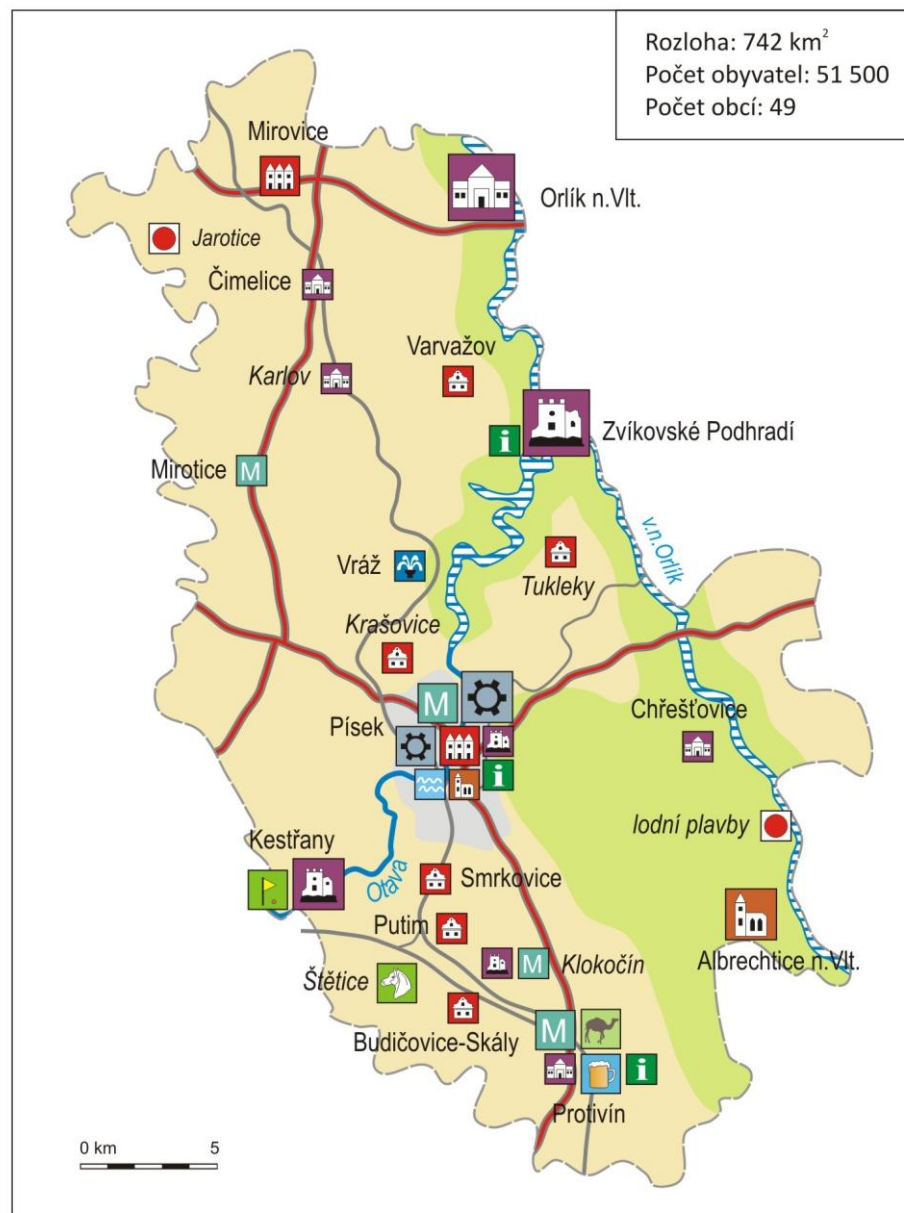 Rozloha: 742 km²
Počet obyvatel: 51 500
Počet obcí: 49
Mirovice
Orlík n.Vlt.
Jarotice
Čimelice
Varvažov
Karlov
i
Zvíkovské Podhradí
Mirotice
M
v.n.Orlík
Vráž
Tukleky
Krašovice
M
Chřešťovice
Písek
i
lodní plavby
Kestřany
Otava
Smrkovice
Putim
Albrechtice n.Vlt.
M
Klokočín
Štětice
Budičovice-Skály
M
i
Protivín
0 km 5